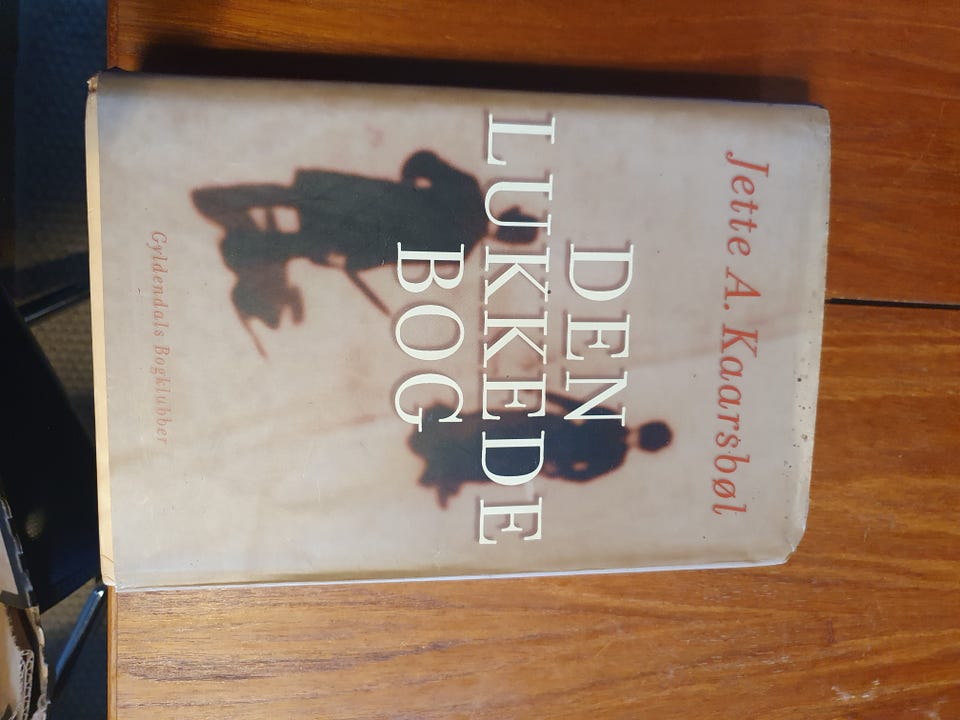 Jette A. Kaarsbøl
DEN
LUKKEDE
BOG
Gyldendals Bogklubber